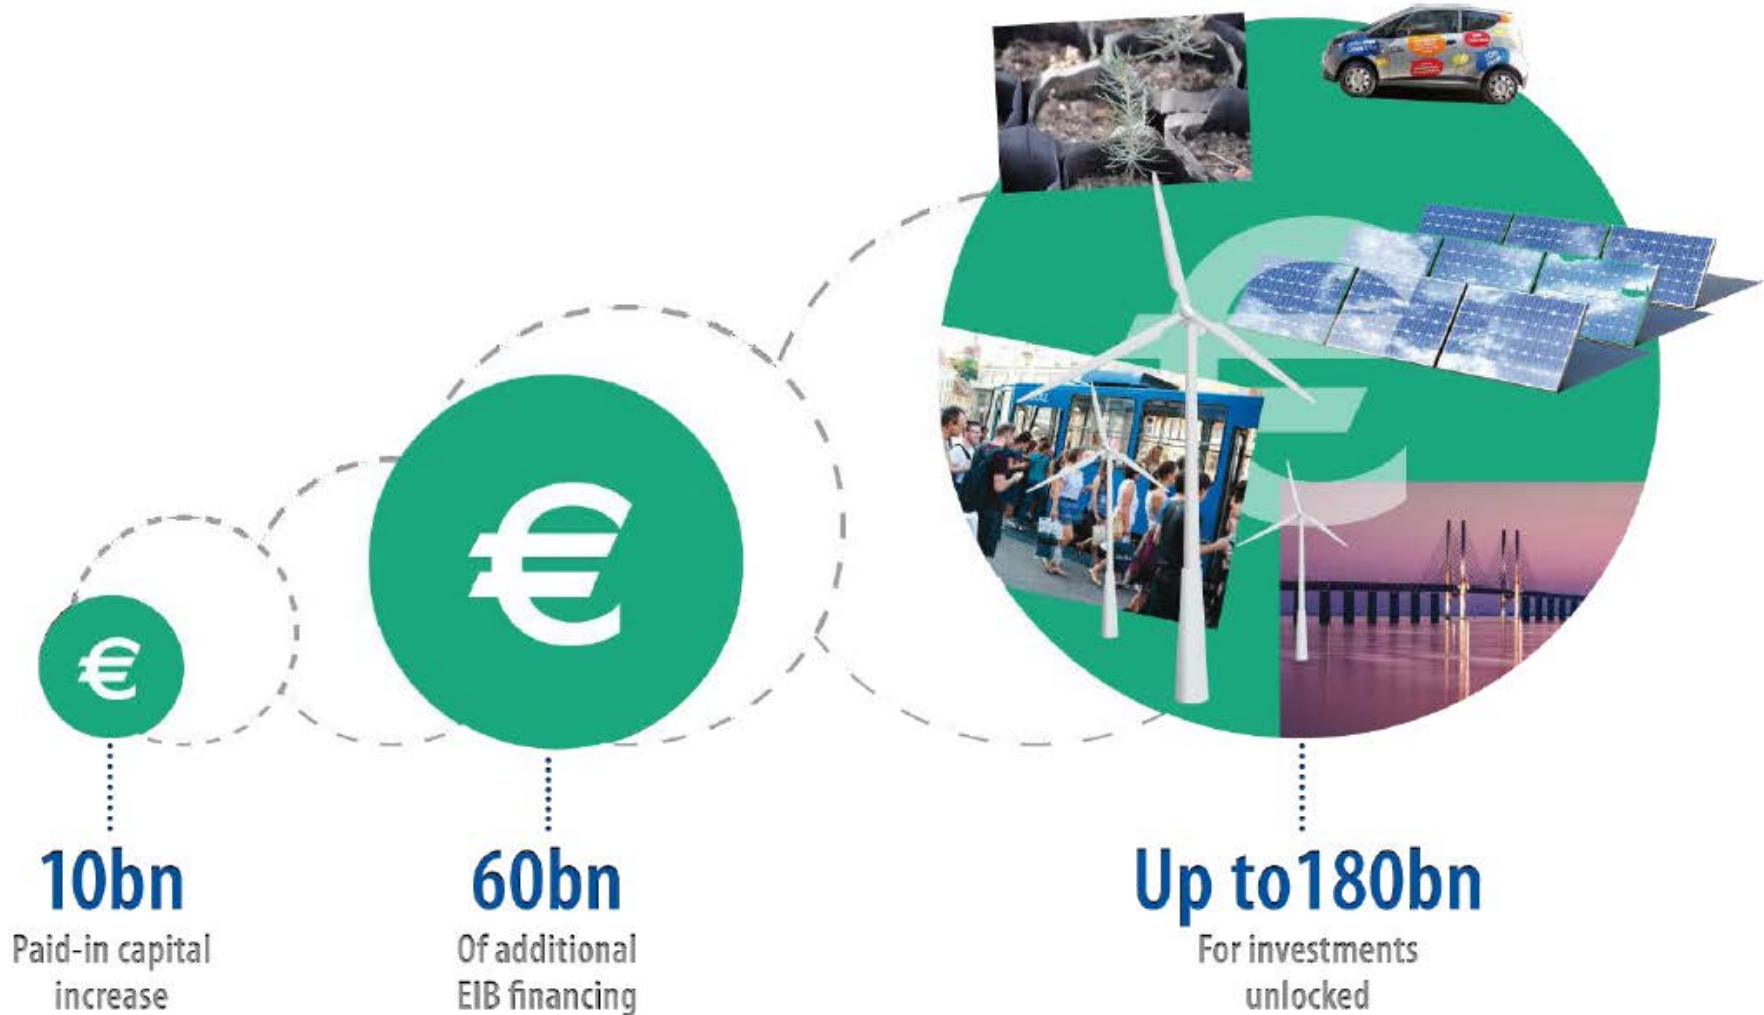 €
€
€
10bn
Paid-in capital
increase
60bn
Of additional
EIB financing
Up to180bn
For investments
unlocked